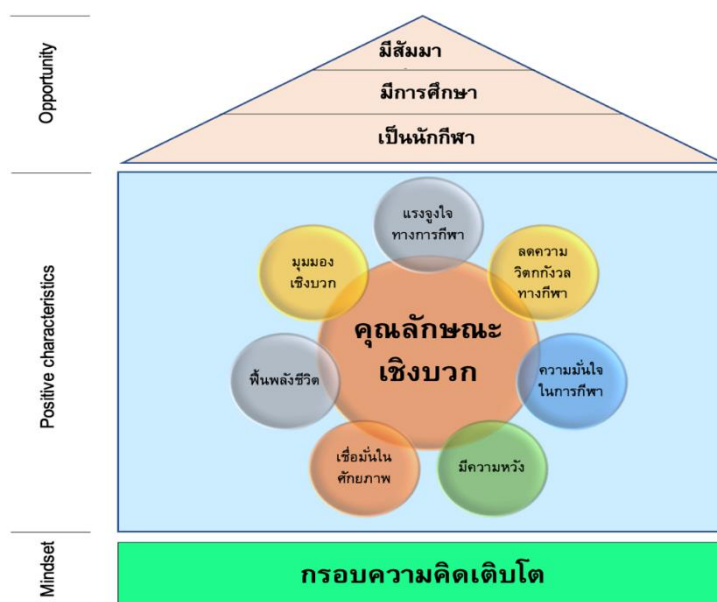 Opportunity
มีสัมมา
มีการศึกษา
เป็นนักกีฬา
Positive characteristics
แรงจูงใจ
ทางการกีฬา
มุมมอง
เชิงบวก
ลดความ
วิตกกังวล
ทางกีฬา
คุณลักษณะ
เชิงบวก
ฟื้นพลังชีวิต
ความมั่นใจ
ในการกีฬา
เชื่อมั่นใน
ศักยภาพ
มีความหวัง
Mindset
กรอบความคิดเติบโต